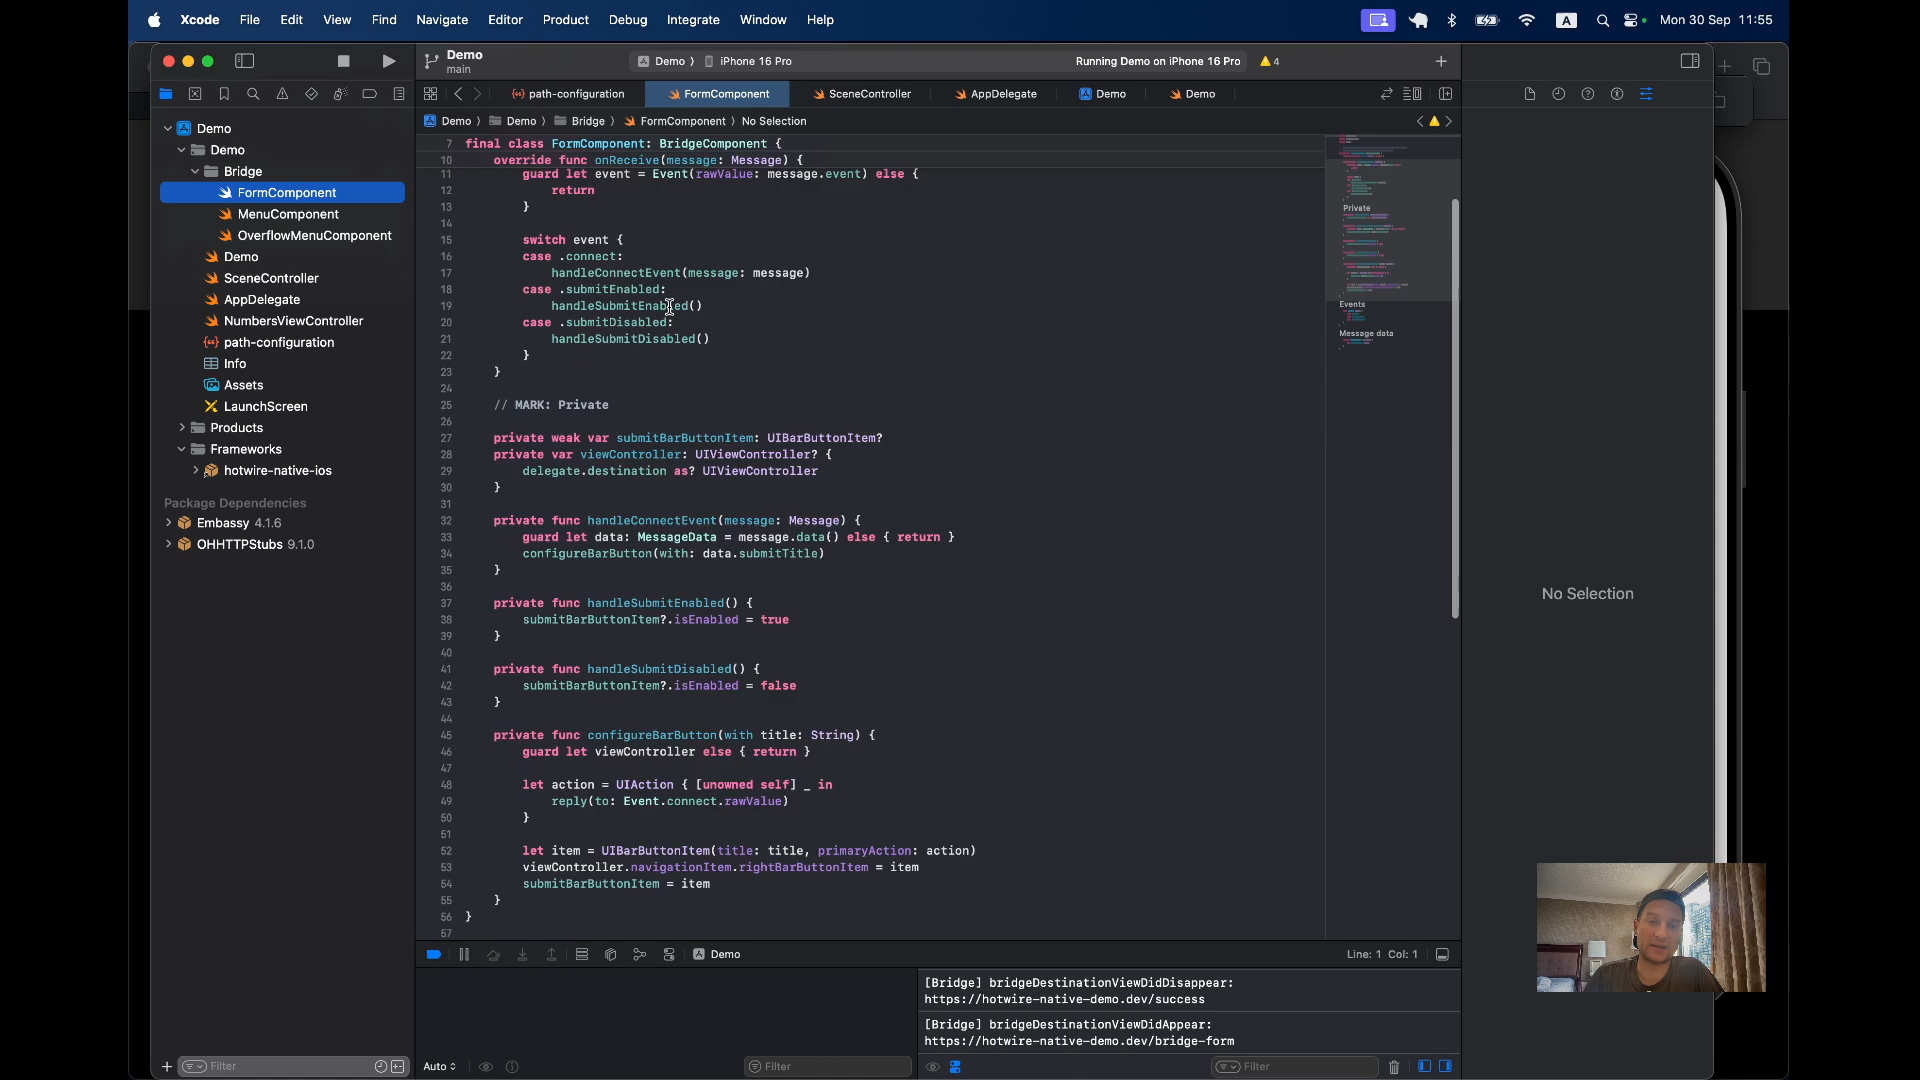 Xcode File Edit View Find Navigate Editor Product Debug Integrate Window Help A Mon 30 Sep 11:55
Demo
main
Demo 〉 iPhone 16 Pro
Running Demo on iPhone 16 Pro 4
path-configuration FormComponent SceneController AppDelegate Demo Demo
Demo 〉 Demo 〉 Bridge 〉 FormComponent 〉 No Selection
Demo
Demo
Bridge
FormComponent
MenuComponent
OverflowMenuComponent
Demo
SceneController
AppDelegate
NumbersViewController
path-configuration
Info
Assets
LaunchScreen
Products
Frameworks
hotwire-native-ios
Package Dependencies
Embassy 4.1.6
OHHTTPStubs 9.1.0
Filter
7 final class FormComponent: BridgeComponent {
10 override func onReceive(message: Message) {
11 guard let event = Event(rawValue: message.event) else {
12 return
13 }
14
15 switch event {
16 case .connect:
17 handleConnectEvent(message: message)
18 case .submitEnabled:
19 handleSubmitEnabled()
20 case .submitDisabled:
21 handleSubmitDisabled()
22 }
23 }
24
25 // MARK: Private
26
27 private weak var submitBarButtonItem: UIBarButtonItem?
28 private var viewController: UIViewController? {
29 delegate.destination as? UIViewController
30 }
31
32 private func handleConnectEvent(message: Message) {
33 guard let data: MessageData = message.data() else { return }
34 configureBarButton(with: data.submitTitle)
35 }
36
37 private func handleSubmitEnabled() {
38 submitBarButtonItem?.isEnabled = true
39 }
40
41 private func handleSubmitDisabled() {
42 submitBarButtonItem?.isEnabled = false
43 }
44
45 private func configureBarButton(with title: String) {
46 guard let viewController else { return }
47
48 let action = UIAction { [unowned self] _ in
49 reply(to: Event.connect.rawValue)
50 }
51
52 let item = UIBarButtonItem(title: title, primaryAction: action)
53 viewController.navigationItem.rightBarButtonItem = item
54 submitBarButtonItem = item
55 }
56 }
57
Private
Events
Message data
No Selection
Demo
Line: 1 Col: 1
[Bridge] bridgeDestinationViewDidDisappear:
https://hotwire-native-demo.dev/success
[Bridge] bridgeDestinationViewDidAppear:
https://hotwire-native-demo.dev/bridge-form
Auto Filter Filter